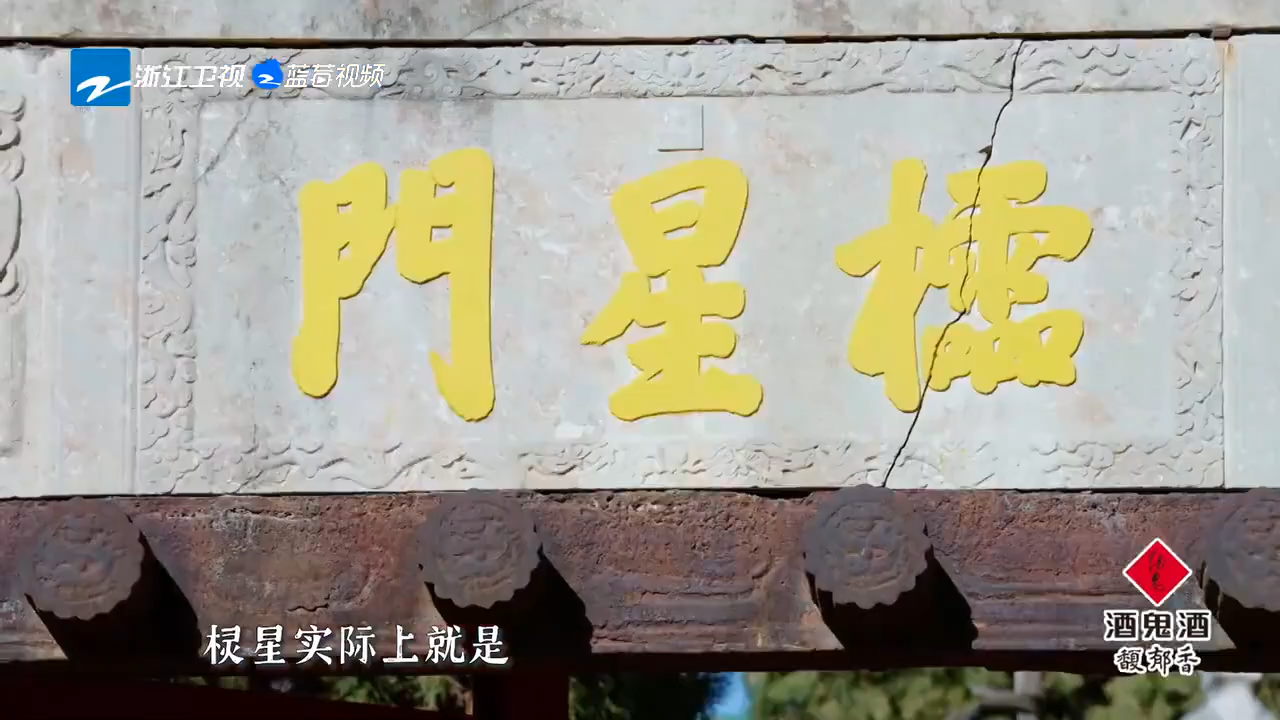 浙江卫视 蓝莓视频
櫺星門
棂星实际上就是
酒鬼酒
馥郁香